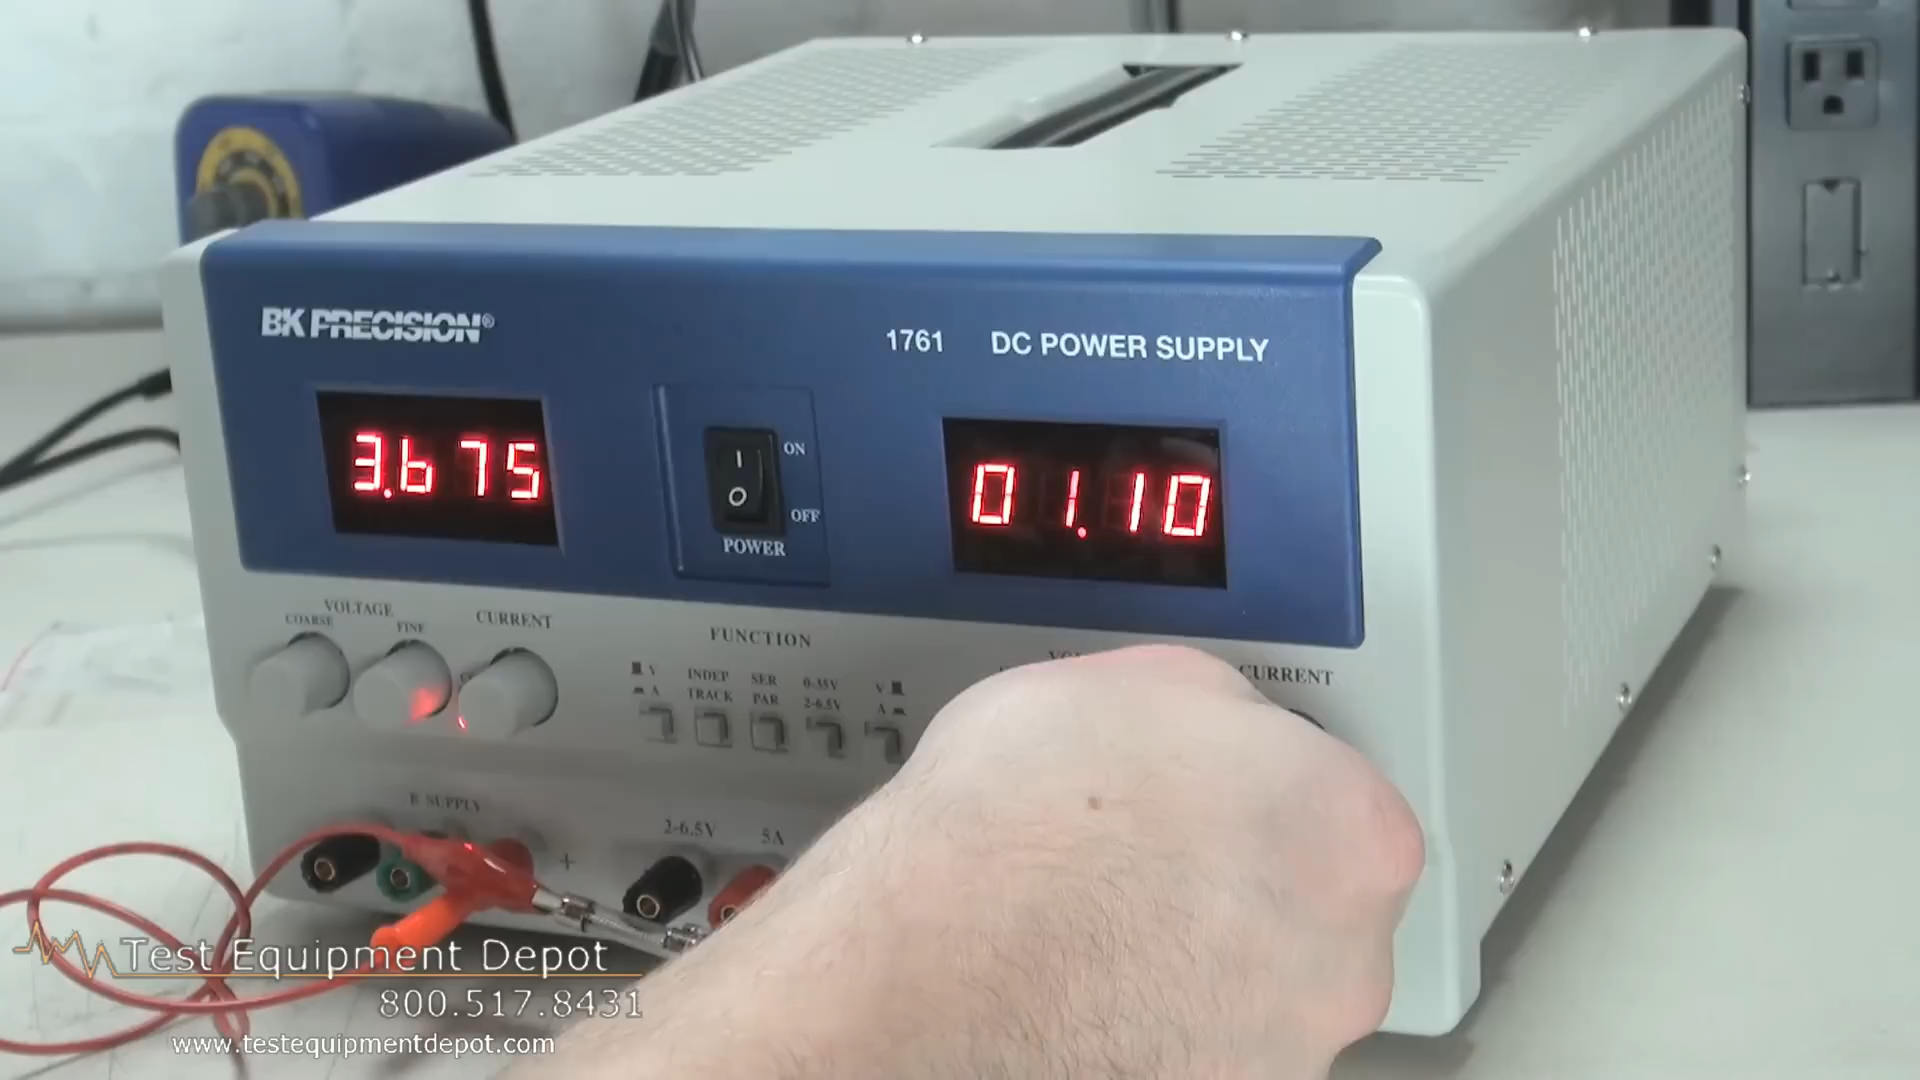 BK PRECISION®
1761 DC POWER SUPPLY
3.675
01.10
ON
OFF
POWER
VOLTAGE
COARSE
FINE
CURRENT
FUNCTION
V
A
INDEP
TRACK
SER
PAR
0-35V
2-6.5V
V
A
CURRENT
B SUPPLY
+
2-6.5V
5A
Test Equipment Depot
800.517.8431
www.testequipmentdepot.com